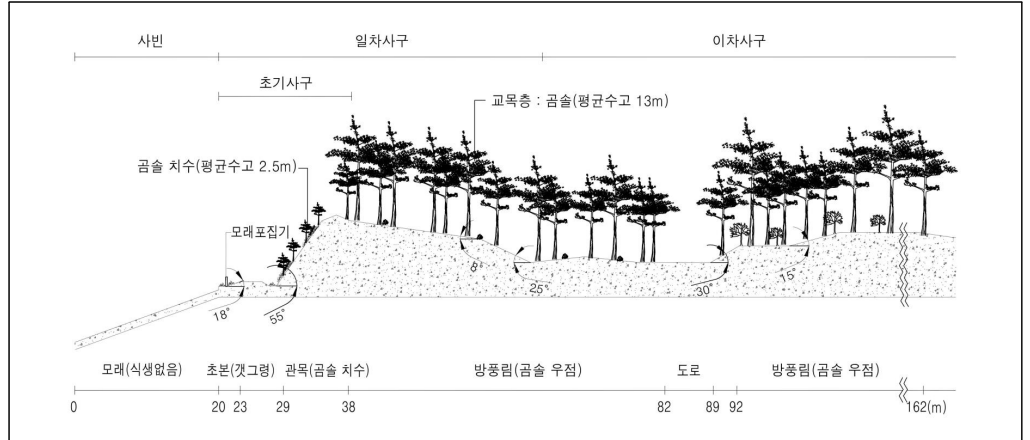 사빈 일차사구 이차사구
초기사구
교목층 : 곰솔(평균수고 13m)
곰솔 치수(평균수고 2.5m)
모래포집기
8°
25°
30°
15°
18°
55°
모래(식생없음) 초본(갯그령) 관목(곰솔 치수) 방풍림(곰솔 우점) 도로 방풍림(곰솔 우점)
0 20 23 29 38 82 89 92 162(m)